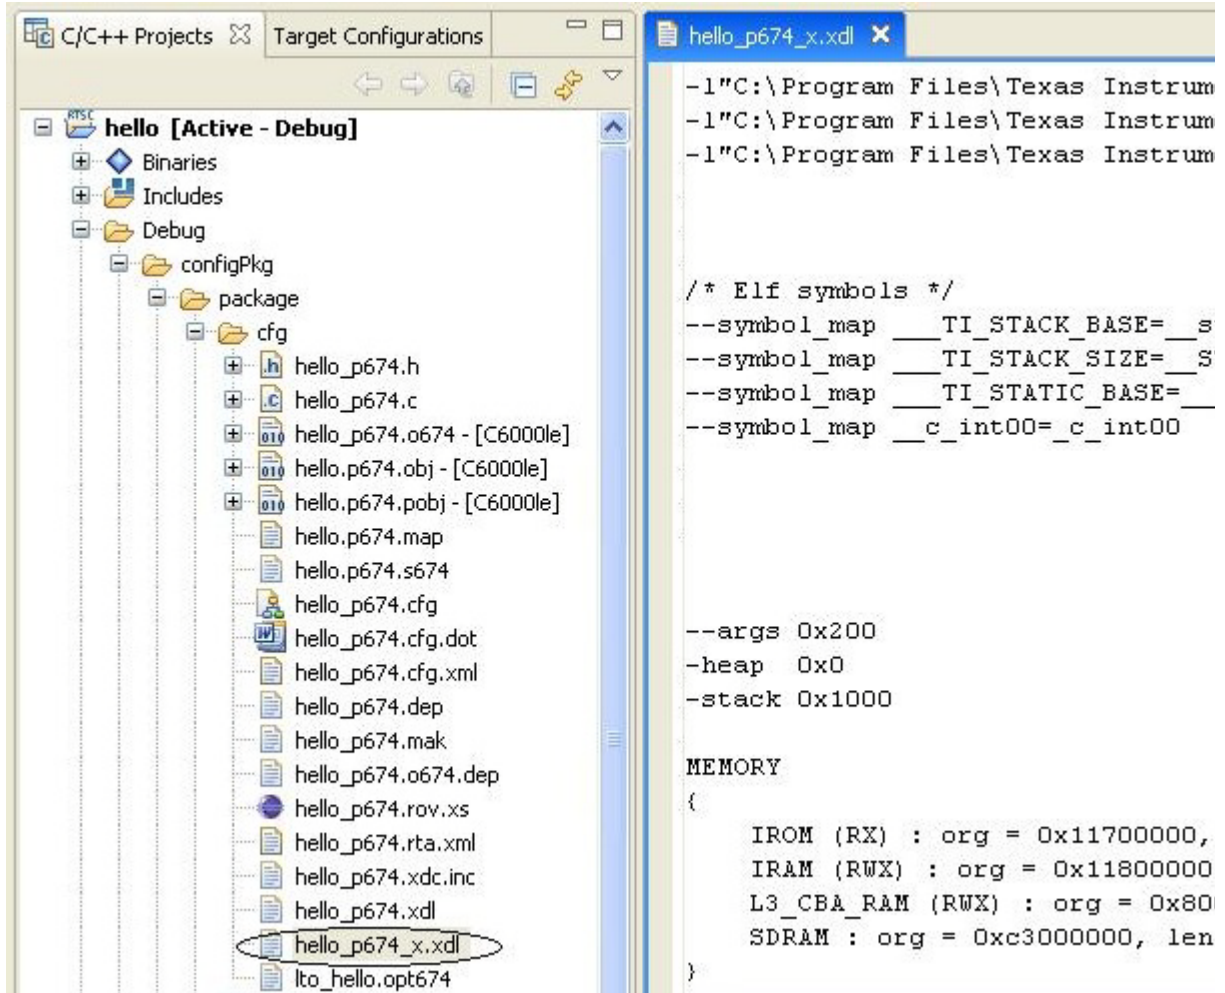 C/C++ Projects
Target Configurations
hello [Active - Debug]
Binaries
Includes
Debug
configPkg
package
cfg
hello_p674.h
hello_p674.c
hello_p674.o674 - [C6000le]
hello.p674.obj - [C6000le]
hello.p674.pobj - [C6000le]
hello.p674.map
hello.p674.s674
hello_p674.cfg
hello_p674.cfg.dot
hello_p674.cfg.xml
hello_p674.dep
hello_p674.mak
hello_p674.o674.dep
hello_p674.rov.xs
hello_p674.rta.xml
hello_p674.xdc.inc
hello_p674.xdl
hello_p674_x.xdl
lto_hello.opt674
hello_p674_x.xdl
-l"C:\Program Files\Texas Instrum
-l"C:\Program Files\Texas Instrum
-l"C:\Program Files\Texas Instrum
/* Elf symbols */
--symbol_map ___TI_STACK_BASE=__s
--symbol_map ___TI_STACK_SIZE=__S
--symbol_map ___TI_STATIC_BASE=__
--symbol_map __c_int00=_c_int00
--args 0x200
-heap  0x0
-stack 0x1000
MEMORY
{
IROM (RX) : org = 0x11700000,
IRAM (RWX) : org = 0x11800000
L3_CBA_RAM (RWX) : org = 0x80
SDRAM : org = 0xc3000000, len
}